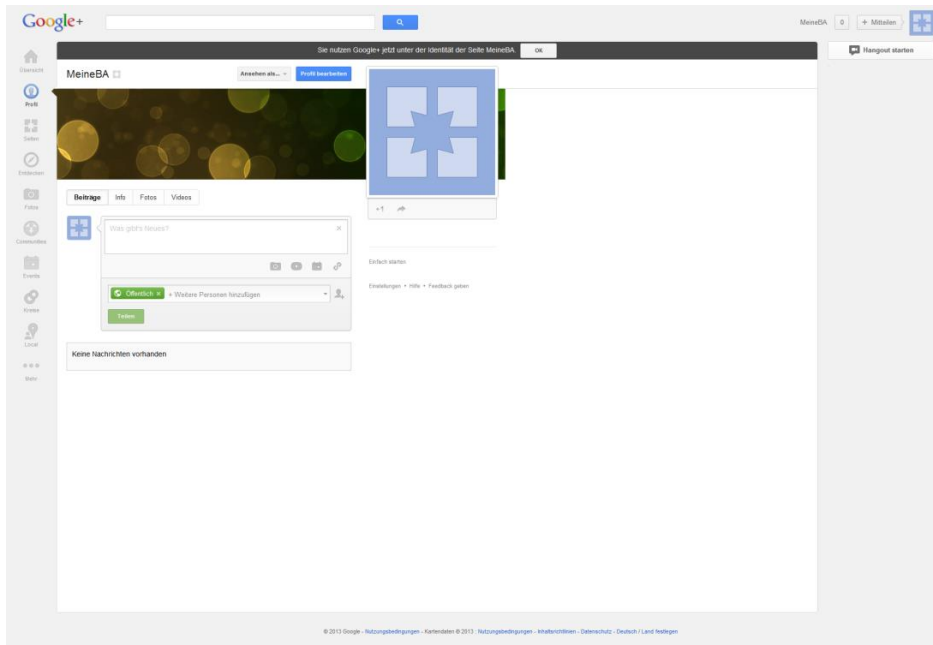 Google+
MeineBA 0 + Mitteilen
Sie nutzen Google+ jetzt unter der Identität der Seite MeineBA. OK
Hangout starten
Übersicht
Profil
Seiten
Entdecken
Fotos
Communities
Events
Kreise
Local
Mehr
MeineBA
Ansehen als...
Profil bearbeiten
Beiträge Info Fotos Videos
+1
Was gibt's Neues?
Öffentlich × + Weitere Personen hinzufügen
Teilen
Keine Nachrichten vorhanden
Einfach starten
Einstellungen • Hilfe • Feedback geben
© 2013 Google - Nutzungsbedingungen - Kartendaten © 2013 : Nutzungsbedingungen - Inhaltsrichtlinien - Datenschutz - Deutsch / Land festlegen